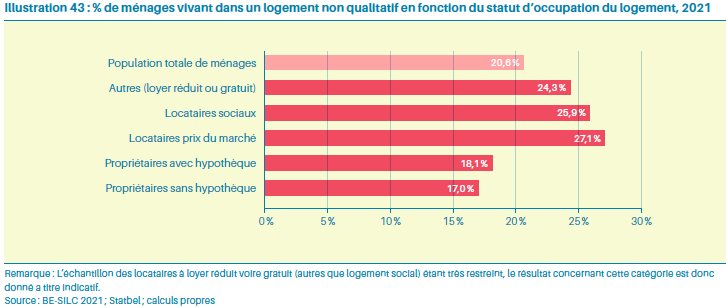 Illustration 43 : % de ménages vivant dans un logement non qualitatif en fonction du statut d'occupation du logement, 2021
Population totale de ménages 20,6 %
Autres (loyer réduit ou gratuit) 24,3 %
Locataires sociaux 25,9 %
Locataires prix du marché 27,1 %
Propriétaires avec hypothèque 18,1 %
Propriétaires sans hypothèque 17,0 %
0 % 5 % 10 % 15 % 20 % 25 % 30 %
Remarque : L'échantillon des locataires à loyer réduit voire gratuit (autres que logement social) étant très restreint, le résultat concernant cette catégorie est donc
donné a titre indicatif.
Source : BE-SILC 2021 ; Statbel ; calculs propres